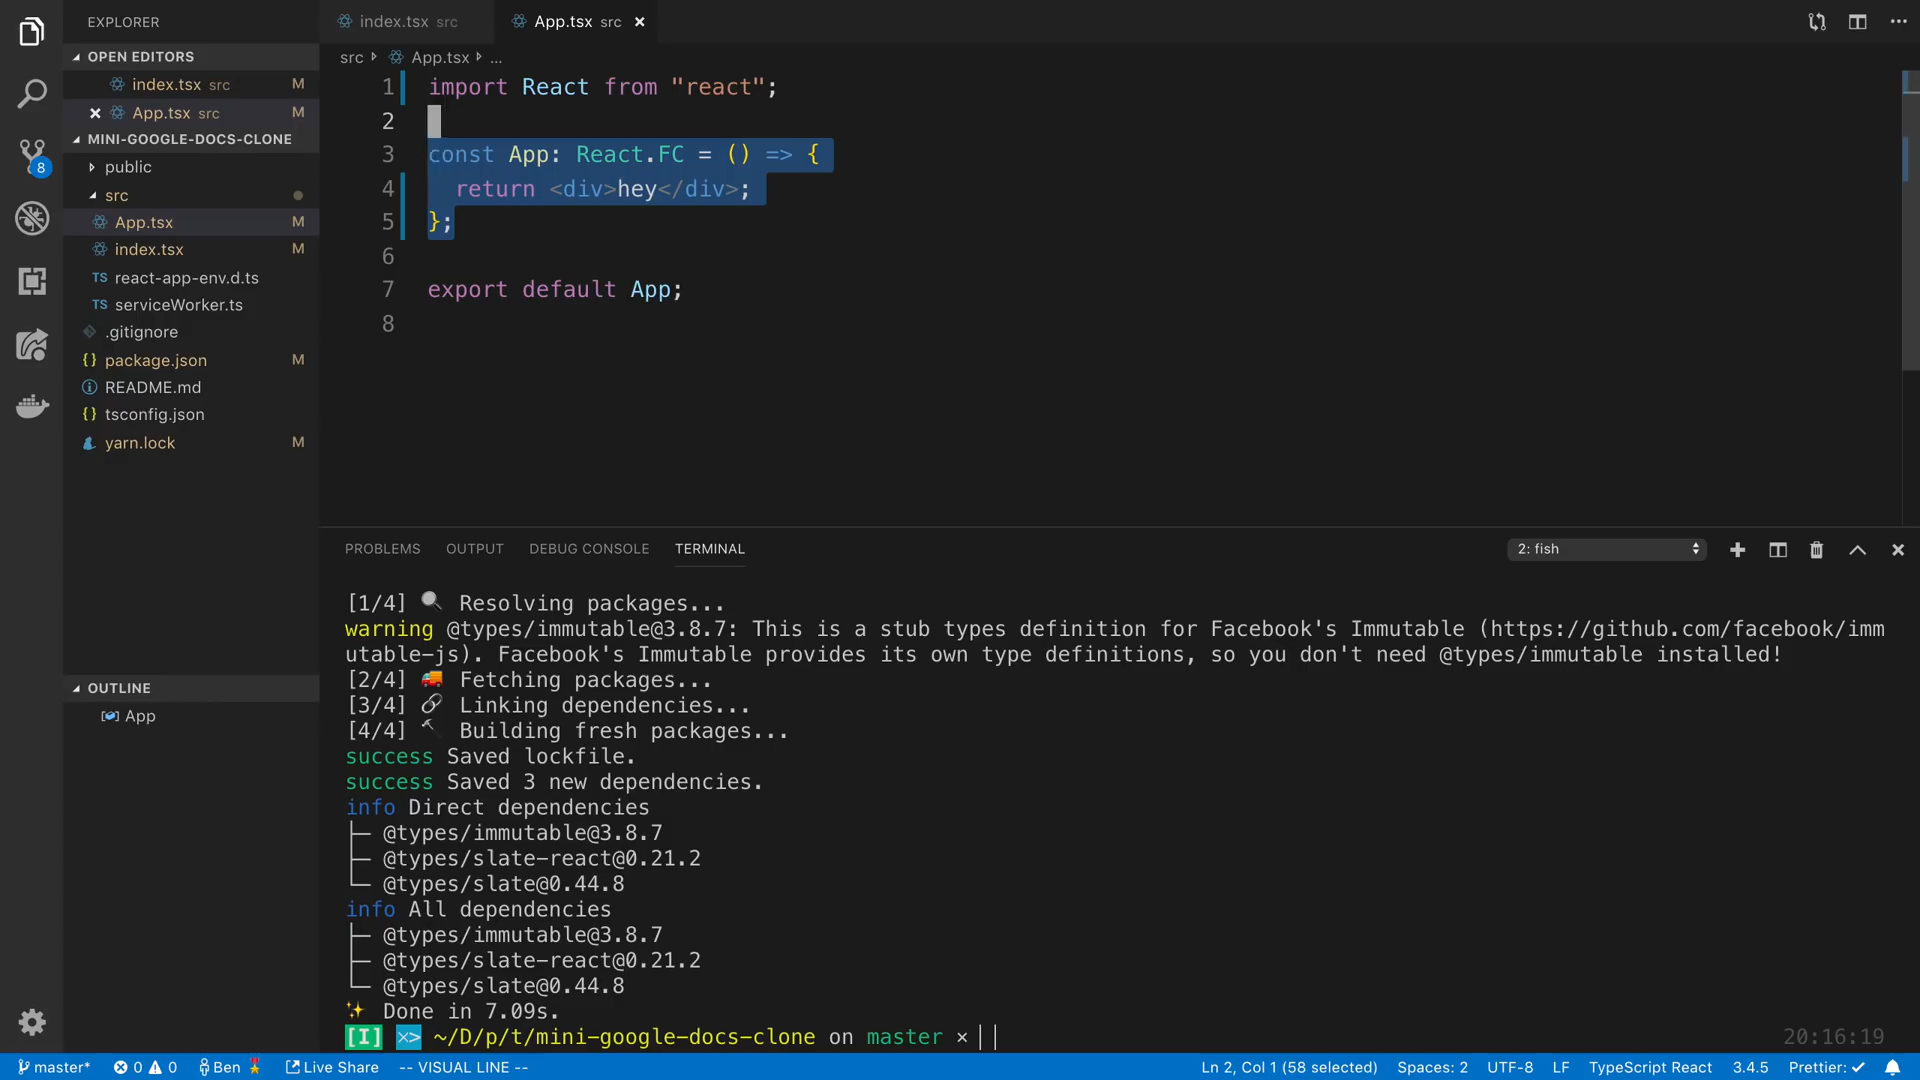 EXPLORER
OPEN EDITORS
index.tsx src M
App.tsx src M
MINI-GOOGLE-DOCS-CLONE
public
src
App.tsx M
index.tsx M
TS react-app-env.d.ts
TS serviceWorker.ts
.gitignore
{} package.json M
README.md
{} tsconfig.json
yarn.lock M
OUTLINE
App
8
index.tsx src
App.tsx src ×
src App.tsx ...
1 import React from "react";
2
3 const App: React.FC = () => {
4 return <div>hey</div>;
5 };
6
7 export default App;
8
PROBLEMS OUTPUT DEBUG CONSOLE TERMINAL 2: fish
[1/4] Resolving packages...
warning @types/immutable@3.8.7: This is a stub types definition for Facebook's Immutable (https://github.com/facebook/imm
utable-js). Facebook's Immutable provides its own type definitions, so you don't need @types/immutable installed!
[2/4] Fetching packages...
[3/4] Linking dependencies...
[4/4] Building fresh packages...
success Saved lockfile.
success Saved 3 new dependencies.
info Direct dependencies
├─ @types/immutable@3.8.7
├─ @types/slate-react@0.21.2
└─ @types/slate@0.44.8
info All dependencies
├─ @types/immutable@3.8.7
├─ @types/slate-react@0.21.2
└─ @types/slate@0.44.8
Done in 7.09s.
[I] ⋊> ~/D/p/t/mini-google-docs-clone on master × 20:16:19
master* 0 0 Ben Live Share -- VISUAL LINE -- Ln 2, Col 1 (58 selected) Spaces: 2 UTF-8 LF TypeScript React 3.4.5 Prettier: ✓